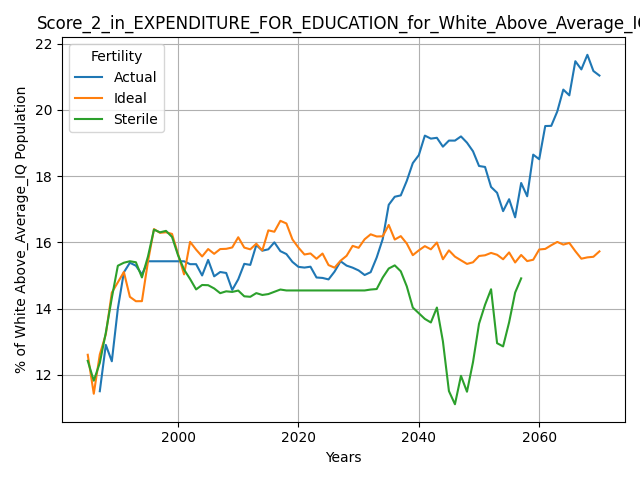 Score_2_in_EXPENDITURE_FOR_EDUCATION_for_White_Above_Average_IQ
Fertility
Actual
Ideal
Sterile
% of White Above_Average_IQ Population
22
20
18
16
14
12
2000
2020
2040
2060
Years